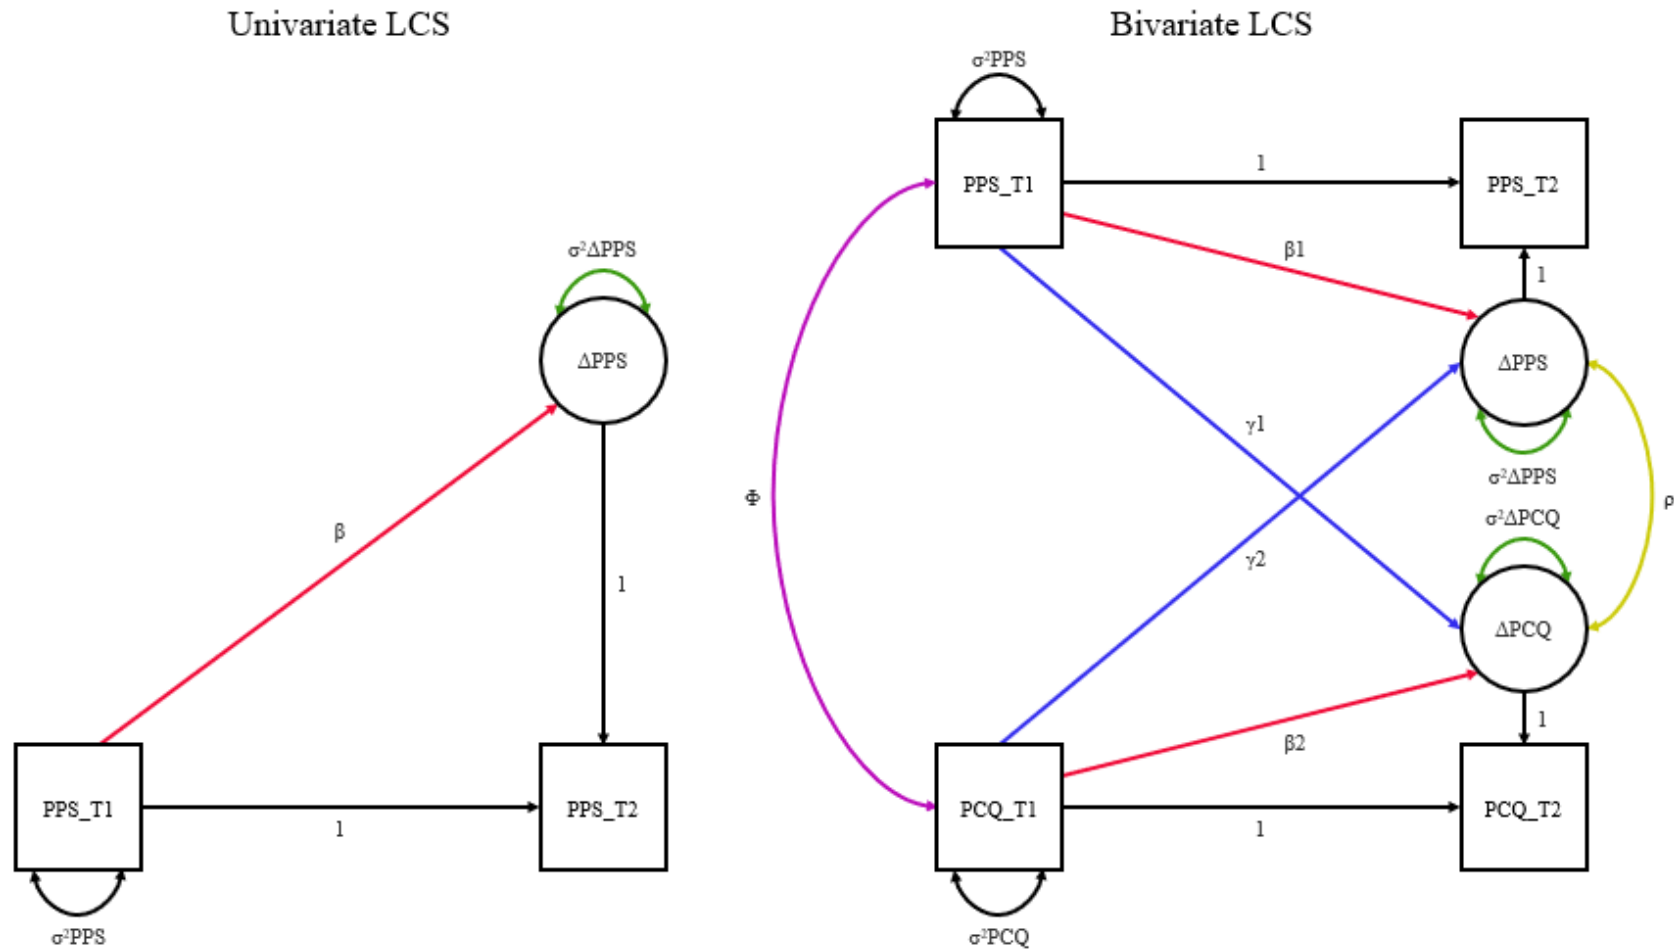 Univariate LCS
σ²ΔPPS
ΔPPS
β
1
PPS_T1
1
PPS_T2
σ²PPS
Bivariate LCS
σ²PPS
PPS_T1
1
PPS_T2
β1
1
ΔPPS
γ1
σ²ΔPPS
Φ
ρ
σ²ΔPCQ
γ2
ΔPCQ
1
β2
PCQ_T1
1
PCQ_T2
σ²PCQ